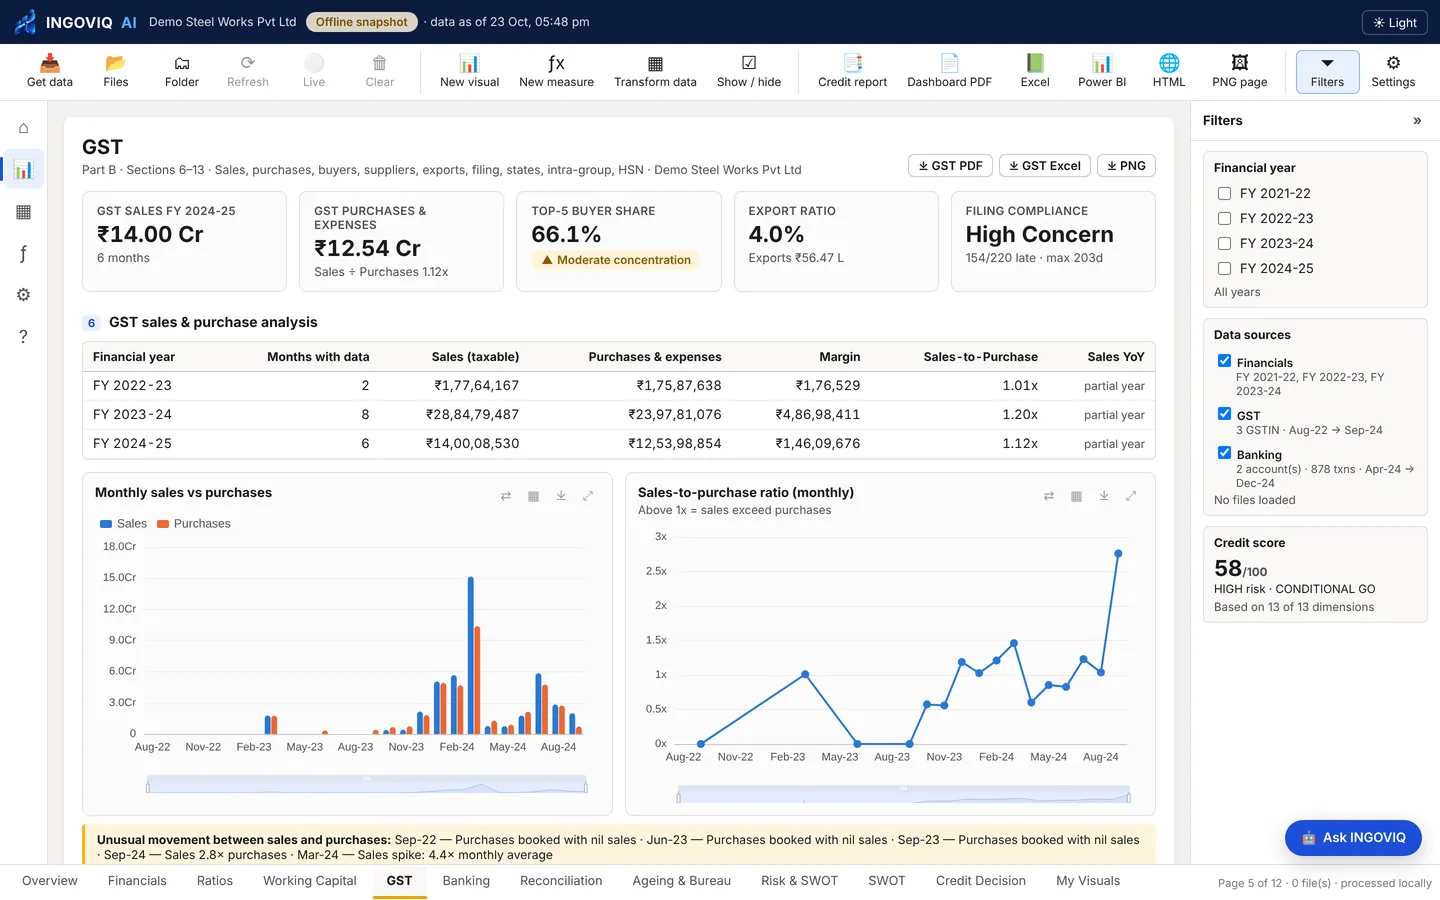 INGOVIQ AI Demo Steel Works Pvt Ltd Offline snapshot · data as of 23 Oct, 05:48 pm Light
Get data Files Folder Refresh Live Clear New visual New measure Transform data Show / hide Credit report Dashboard PDF Excel Power BI HTML PNG page Filters Settings
GST
Part B · Sections 6–13 · Sales, purchases, buyers, suppliers, exports, filing, states, intra-group, HSN · Demo Steel Works Pvt Ltd
GST PDF GST Excel PNG
GST SALES FY 2024-25
₹14.00 Cr
6 months
GST PURCHASES &
EXPENSES
₹12.54 Cr
Sales ÷ Purchases 1.12x
TOP-5 BUYER SHARE
66.1%
▲ Moderate concentration
EXPORT RATIO
4.0%
Exports ₹56.47 L
FILING COMPLIANCE
High Concern
154/220 late · max 203d
6 GST sales & purchase analysis
Financial year Months with data Sales (taxable) Purchases & expenses Margin Sales-to-Purchase Sales YoY
FY 2022-23 2 ₹1,77,64,167 ₹1,75,87,638 ₹1,76,529 1.01x partial year
FY 2023-24 8 ₹28,84,79,487 ₹23,97,81,076 ₹4,86,98,411 1.20x partial year
FY 2024-25 6 ₹14,00,08,530 ₹12,53,98,854 ₹1,46,09,676 1.12x partial year
Monthly sales vs purchases
Sales Purchases
18.0Cr
15.0Cr
12.0Cr
9.0Cr
6.0Cr
3.0Cr
0
Aug-22 Nov-22 Feb-23 May-23 Aug-23 Nov-23 Feb-24 May-24 Aug-24
Sales-to-purchase ratio (monthly)
Above 1x = sales exceed purchases
3x
2.5x
2x
1.5x
1x
0.5x
0x
Aug-22 Nov-22 Feb-23 May-23 Aug-23 Nov-23 Feb-24 May-24 Aug-24
Unusual movement between sales and purchases: Sep-22 — Purchases booked with nil sales · Jun-23 — Purchases booked with nil sales · Sep-23 — Purchases booked with nil sales
· Sep-24 — Sales 2.8× purchases · Mar-24 — Sales spike: 4.4× monthly average
Filters »
Financial year
FY 2021-22
FY 2022-23
FY 2023-24
FY 2024-25
All years
Data sources
Financials
FY 2021-22, FY 2022-23, FY
2023-24
GST
3 GSTIN · Aug-22 → Sep-24
Banking
2 account(s) · 878 txns · Apr-24 →
Dec-24
No files loaded
Credit score
58/100
HIGH risk · CONDITIONAL GO
Based on 13 of 13 dimensions
Ask INGOVIQ
Overview Financials Ratios Working Capital GST Banking Reconciliation Ageing & Bureau Risk & SWOT SWOT Credit Decision My Visuals Page 5 of 12 · 0 file(s) · processed locally